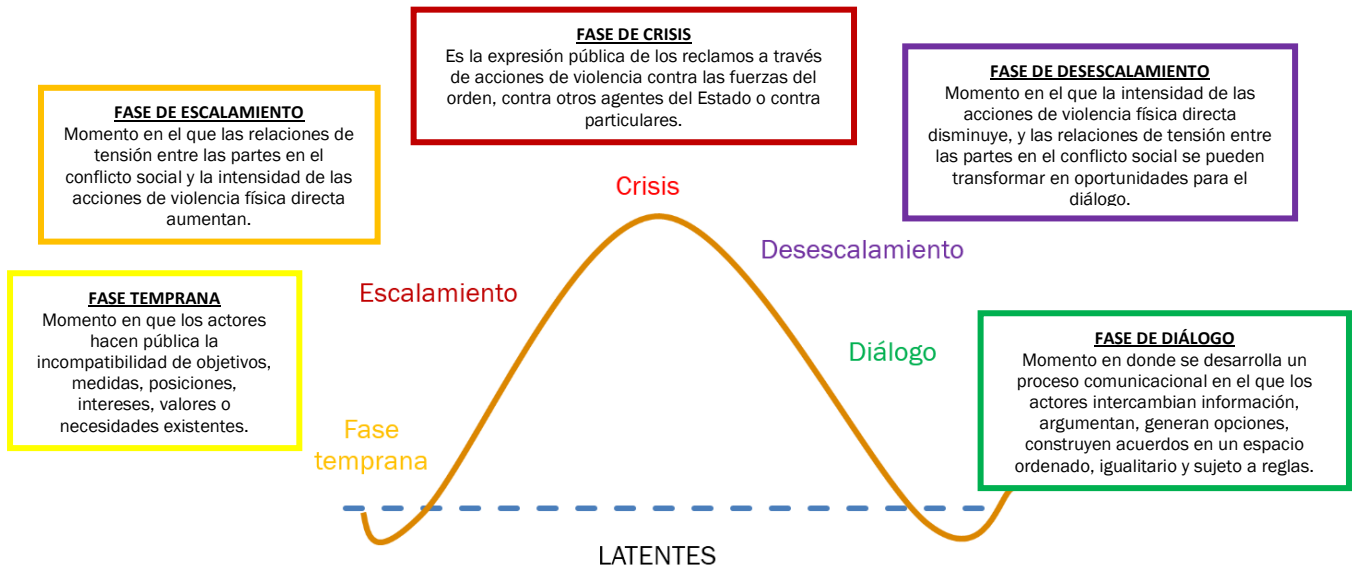 FASE DE CRISIS
Es la expresión pública de los reclamos a través
de acciones de violencia contra las fuerzas del
orden, contra otros agentes del Estado o contra
particulares.
FASE DE DESESCALAMIENTO
Momento en el que la intensidad de las
acciones de violencia física directa
disminuye, y las relaciones de tensión entre
las partes en el conflicto social se pueden
transformar en oportunidades para el
diálogo.
FASE DE ESCALAMIENTO
Momento en el que las relaciones de
tensión entre las partes en el
conflicto social y la intensidad de las
acciones de violencia física directa
aumentan.
Crisis
Desescalamiento
Escalamiento
FASE TEMPRANA
Momento en que los actores
hacen pública la
incompatibilidad de objetivos,
medidas, posiciones,
intereses, valores o
necesidades existentes.
Diálogo
FASE DE DIÁLOGO
Momento en donde se desarrolla un
proceso comunicacional en el que los
actores intercambian información,
argumentan, generan opciones,
construyen acuerdos en un espacio
ordenado, igualitario y sujeto a reglas.
Fase
temprana
LATENTES